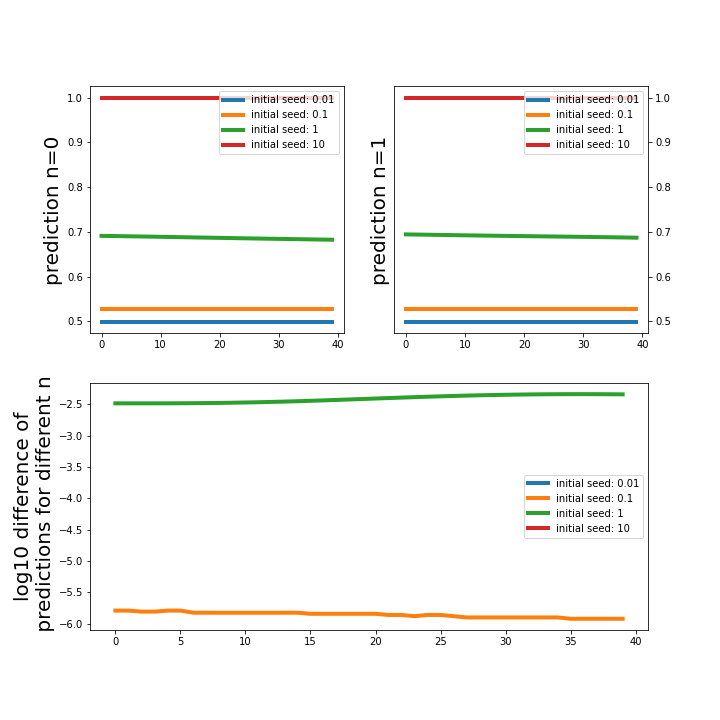 prediction n=0
1.0
0.9
0.8
0.7
0.6
0.5
0 10 20 30 40
initial seed: 0.01
initial seed: 0.1
initial seed: 1
initial seed: 10
prediction n=1
1.0
0.9
0.8
0.7
0.6
0.5
0 10 20 30 40
initial seed: 0.01
initial seed: 0.1
initial seed: 1
initial seed: 10
log10 difference of
predictions for different n
−2.5
−3.0
−3.5
−4.0
−4.5
−5.0
−5.5
−6.0
0 5 10 15 20 25 30 35 40
initial seed: 0.01
initial seed: 0.1
initial seed: 1
initial seed: 10